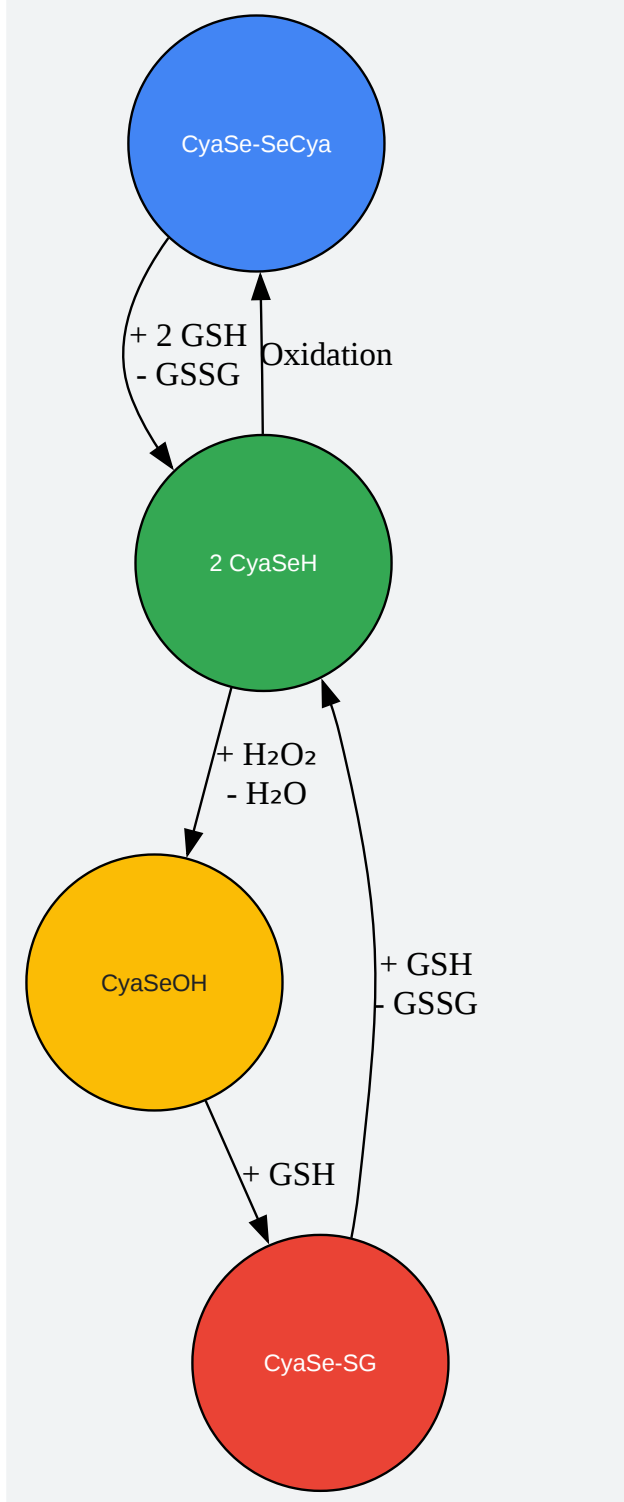 CyaSe-SeCya
+ 2 GSH
- GSSG
Oxidation
2 CyaSeH
+ H₂O₂
- H₂O
CyaSeOH
+ GSH
- GSSG
+ GSH
CyaSe-SG